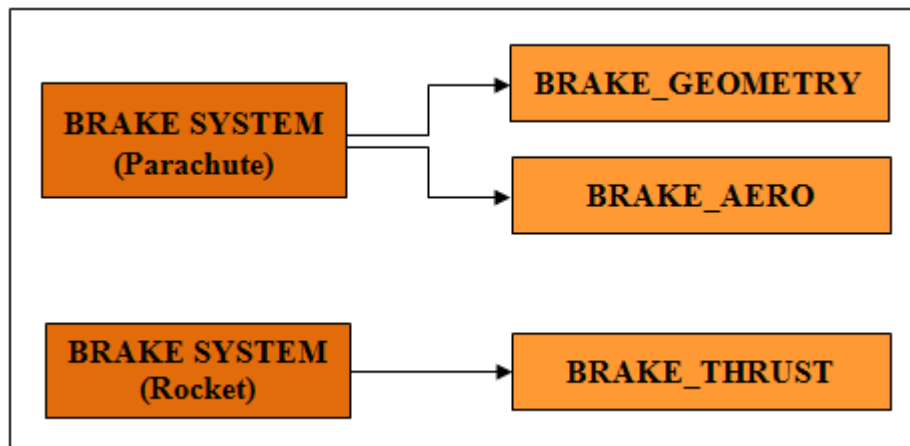 BRAKE SYSTEM
(Parachute)
BRAKE_GEOMETRY
BRAKE_AERO
BRAKE SYSTEM
(Rocket)
BRAKE_THRUST